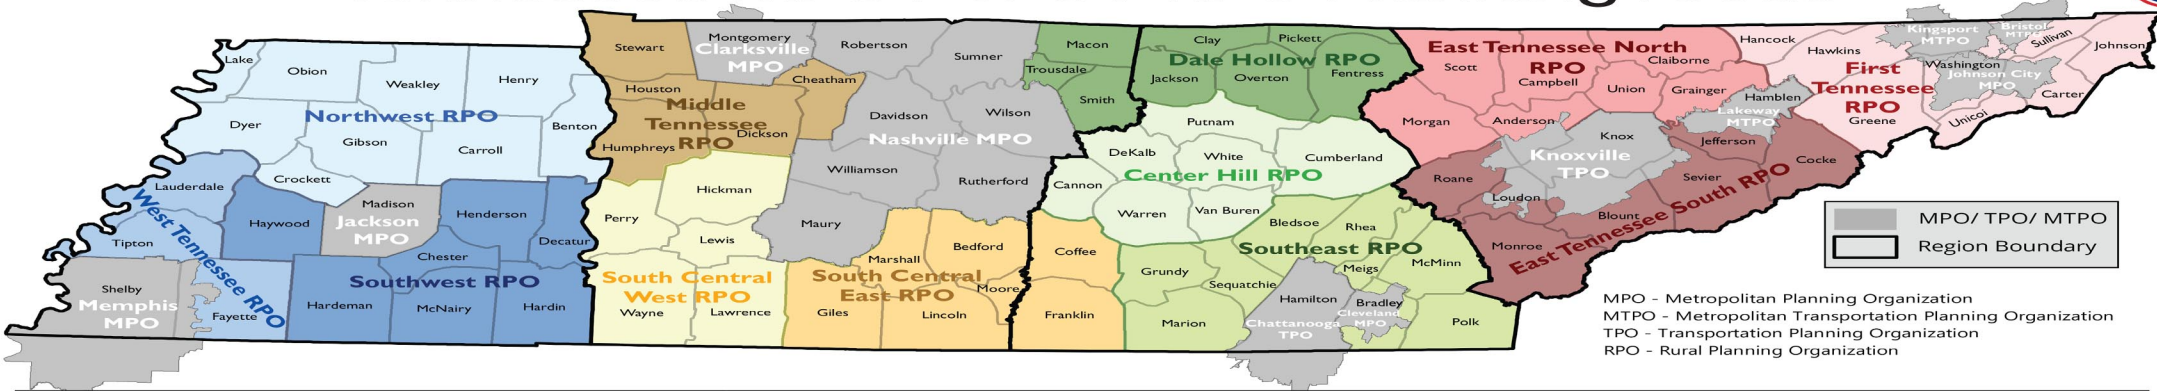 Lake
Obion
Weakley
Henry
Northwest RPO
Dyer
Gibson
Carroll
Benton
Crockett
Lauderdale
West Tennessee RPO
Tipton
Haywood
Madison
Jackson
MPO
Henderson
Decatur
Chester
Southwest RPO
Shelby
Memphis
MPO
Fayette
Hardeman
McNairy
Hardin
Stewart
Montgomery
Clarksville
MPO
Robertson
Sumner
Houston
Cheatham
Middle
Tennessee
RPO
Dickson
Humphreys
Davidson
Wilson
Nashville MPO
Williamson
Rutherford
Maury
Hickman
Perry
Lewis
South Central
West RPO
Wayne
Lawrence
Marshall
Bedford
South Central
East RPO
Moore
Giles
Lincoln
Coffee
Franklin
Macon
Trousdale
Smith
Clay
Pickett
Dale Hollow RPO
Jackson
Overton
Fentress
Putnam
DeKalb
White
Cumberland
Center Hill RPO
Cannon
Warren
Van Buren
Bledsoe
Rhea
Southeast RPO
Grundy
Sequatchie
Meigs
McMinn
Hamilton
Bradley
Cleveland
MPO
Chattanooga
TPO
Marion
Polk
East Tennessee North
RPO
Scott
Claiborne
Campbell
Union
Grainger
Morgan
Anderson
Hamblen
Lakeway
MTPO
Knox
Knoxville
TPO
Jefferson
Cocke
Roane
Loudon
Sevier
Blount
Monroe
East Tennessee South RPO
Hancock
Hawkins
Kingsport
MTPO
Bristol
MTPO
Sullivan
Johnson
First
Tennessee
RPO
Washington
Johnson City
MPO
Carter
Greene
Unicoi
MPO/ TPO/ MTPO
Region Boundary
MPO - Metropolitan Planning Organization
MTPO - Metropolitan Transportation Planning Organization
TPO - Transportation Planning Organization
RPO - Rural Planning Organization